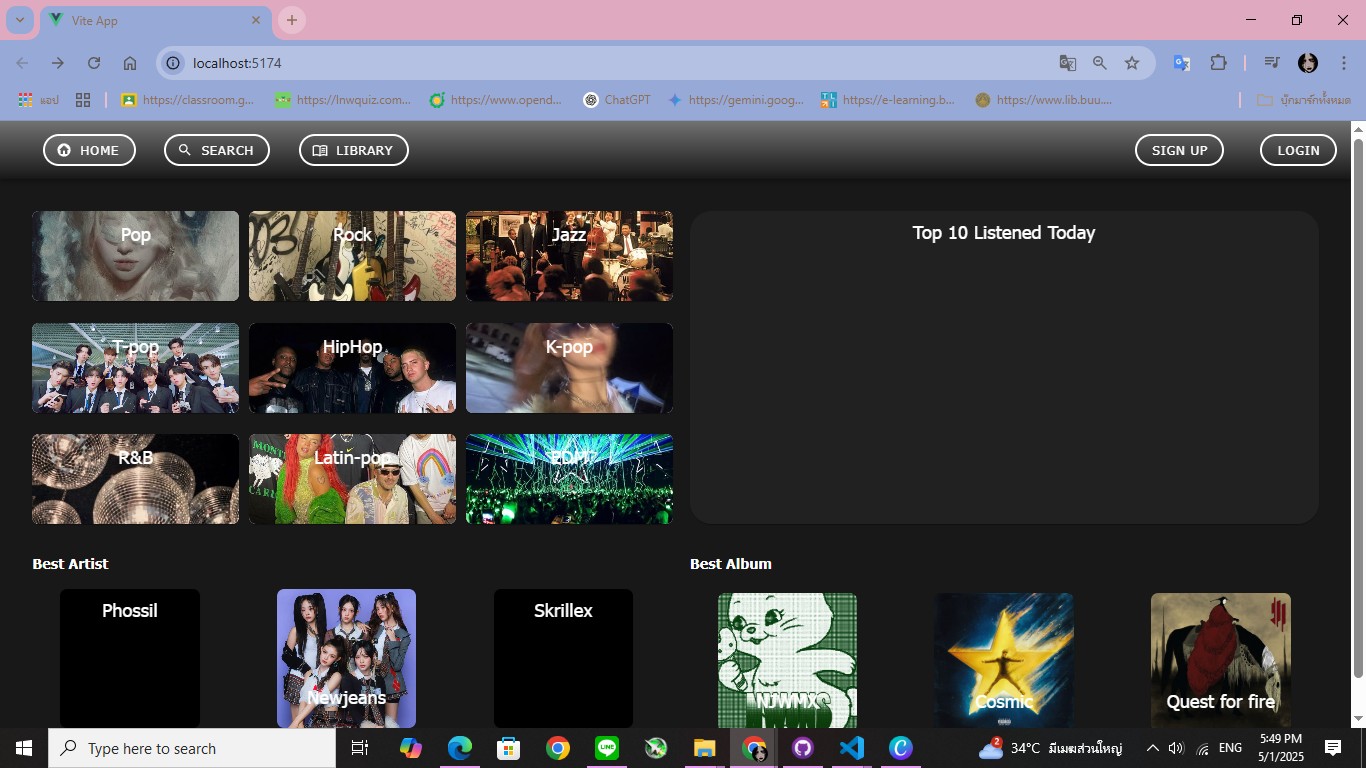 Vite App
localhost:5174
แอป
https://classroom.g...
https://lnwquiz.com...
https://www.opend...
ChatGPT
https://gemini.goog...
https://e-learning.b...
https://www.lib.buu....
บุ๊กมาร์กทั้งหมด
HOME
SEARCH
LIBRARY
SIGN UP
LOGIN
Pop
Rock
Jazz
Top 10 Listened Today
T-pop
HipHop
K-pop
R&B
Latin-pop
EDM
Best Artist
Best Album
Phossil
Newjeans
Skrillex
NJWMX
Cosmic
Quest for fire
Type here to search
2
34°C มีเมฆส่วนใหญ่
ENG
5:49 PM
5/1/2025